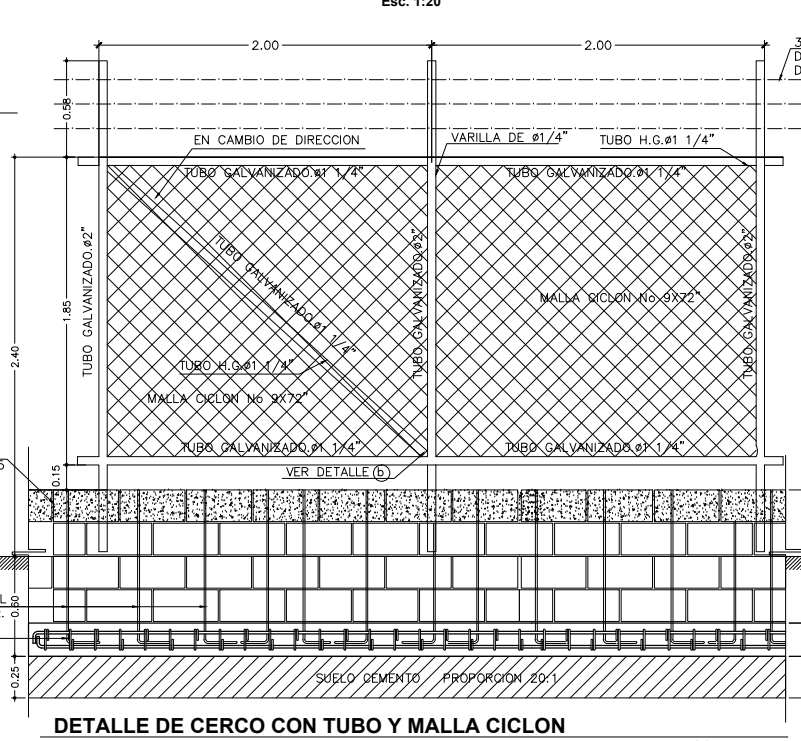 Esc. 1:20
2.00
2.00
3
D
D
0.58
EN CAMBIO DE DIRECCION
VARILLA DE ø1/4"
TUBO H.G.ø1 1/4"
TUBO GALVANIZADO.ø1 1/4"
TUBO GALVANIZADO.ø1 1/4"
TUBO GALVANIZADO.ø2"
TUBO GALVANIZADO.ø1 1/4"
TUBO GALVANIZADO.ø2"
TUBO GALVANIZADO.ø2"
MALLA CICLON No 9X72"
1.85
2.40
TUBO H.G.ø1 1/4"
MALLA CICLON No 9X72"
TUBO GALVANIZADO.ø1 1/4"
TUBO GALVANIZADO.ø1 1/4"
VER DETALLE b
0.15
0.60
0.25
SUELO CEMENTO PROPORCION 20:1
DETALLE DE CERCO CON TUBO Y MALLA CICLON